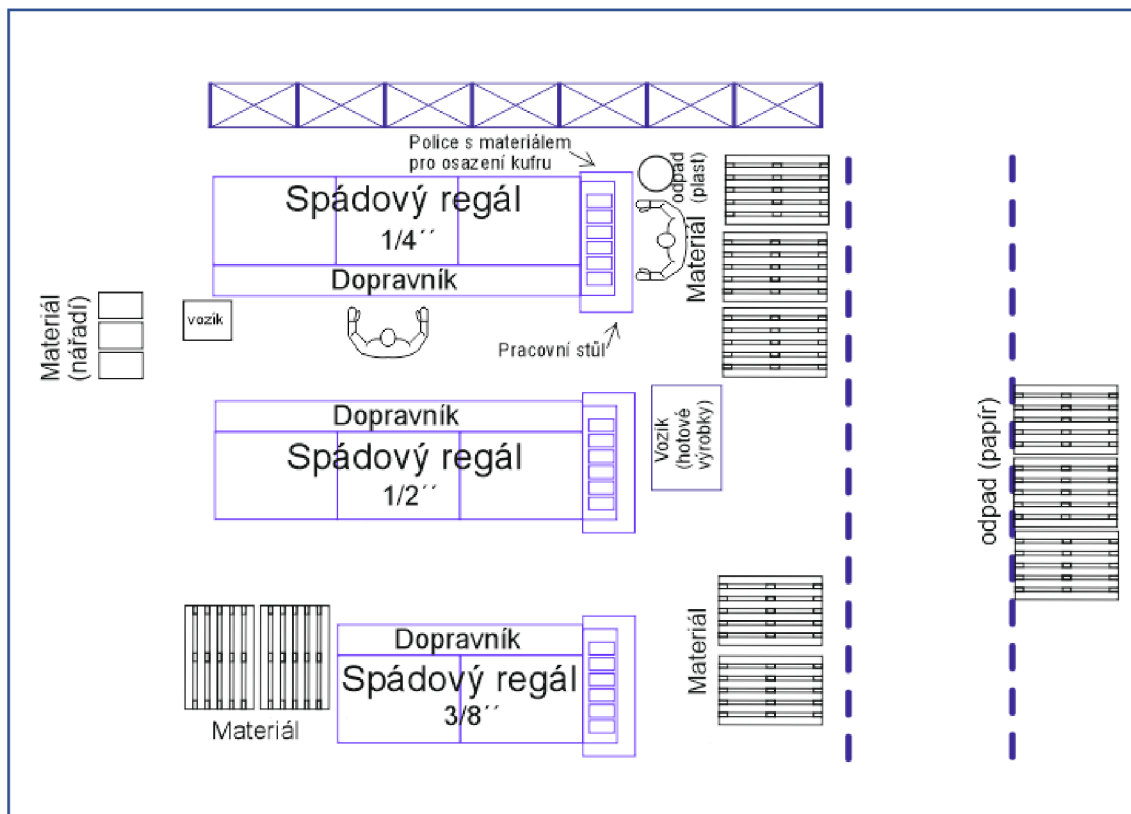 Police s materiálem
pro osazení kufru
odpad
(plast)
Spádový regál
1/4´´
Materiál
Dopravník
Materiál
(nářadí)
vozík
Pracovní stůl
Dopravník
Vozík
(hotové
výrobky)
Spádový regál
1/2´´
odpad (papír)
Dopravník
Materiál
Spádový regál
3/8´´
Materiál